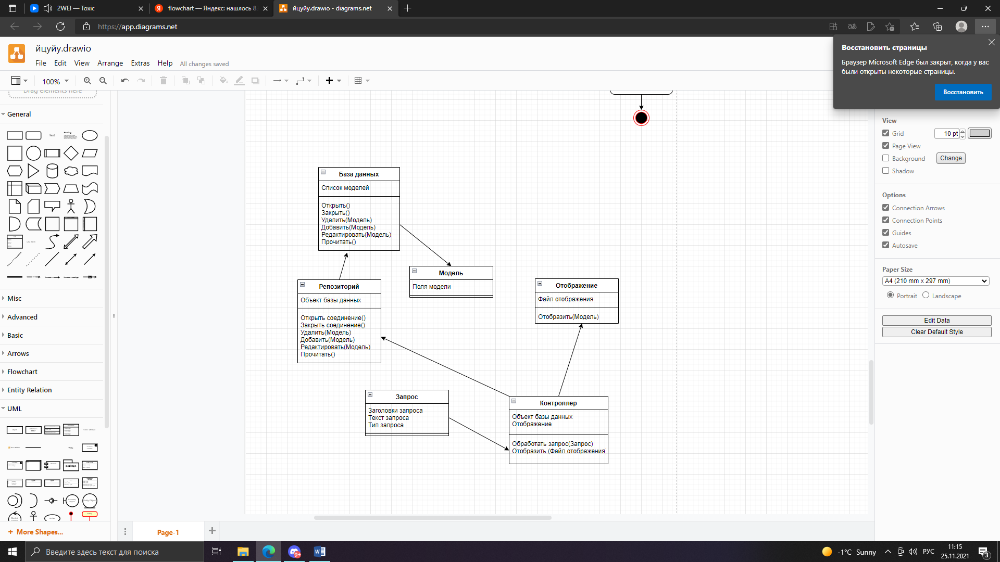 2WEI — Toxic
flowchart — Яндекс: нашлось 8
йцуйу.drawio - diagrams.net
https://app.diagrams.net
Восстановить страницы
Браузер Microsoft Edge был закрыт, когда у вас
были открыты некоторые страницы.
Восстановить
йцуйу.drawio
File Edit View Arrange Extras Help All changes saved
100%
Drag elements here
General
Text
Heading
Misc
Advanced
Basic
Arrows
Flowchart
Entity Relation
UML
package
+ More Shapes...
База данных
Список моделей
Открыть()
Закрыть()
Удалить(Модель)
Добавить(Модель)
Редактировать(Модель)
Прочитать()
Модель
Поля модели
Репозиторий
Объект базы данных
Открыть соединение()
Закрыть соединение()
Удалить(Модель)
Добавить(Модель)
Редактировать(Модель)
Прочитать()
Отображение
Файл отображения
Отобразить(Модель)
Запрос
Заголовки запроса
Текст запроса
Тип запроса
Контроллер
Объект базы данных
Отображение
Обработать запрос(Запрос)
Отобразить (Файл отображения
View
Grid 10 pt
Page View
Background Change
Shadow
Options
Connection Arrows
Connection Points
Guides
Autosave
Paper Size
A4 (210 mm x 297 mm)
Portrait Landscape
Edit Data
Clear Default Style
Page-1
Введите здесь текст для поиска
9+
-1°C Sunny
РУС
11:15
25.11.2021
3